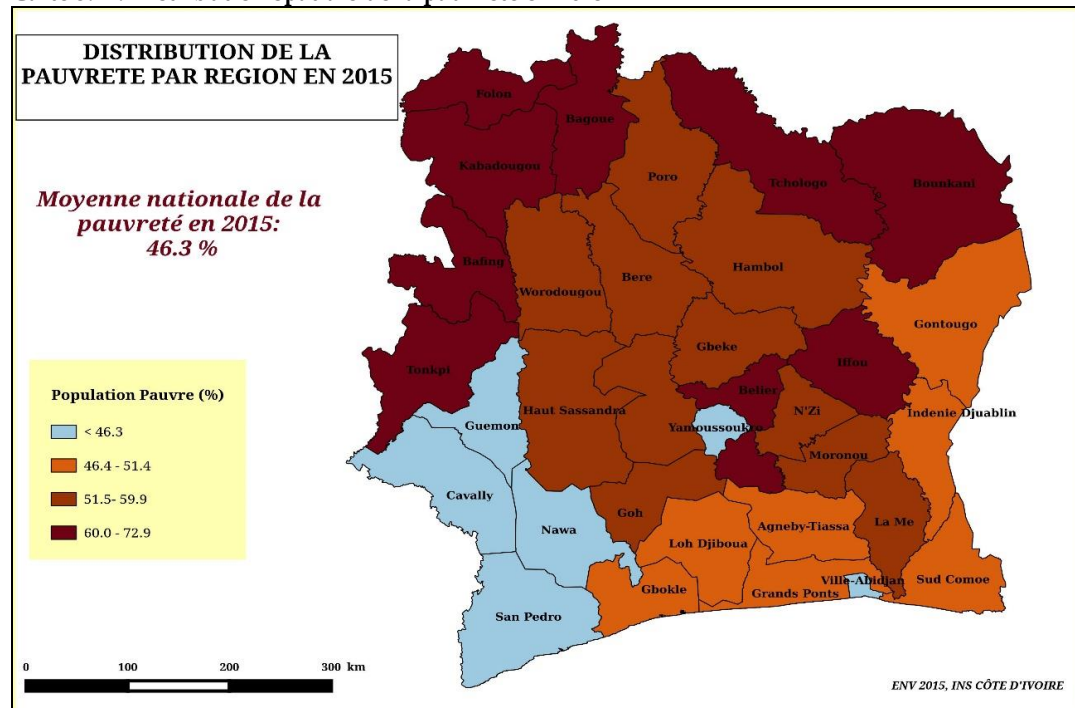 DISTRIBUTION DE LA
PAUVRETE PAR REGION EN 2015
Moyenne nationale de la
pauvreté en 2015:
46.3 %
Population Pauvre (%)
< 46.3
46.4 - 51.4
51.5- 59.9
60.0 - 72.9
Folon
Bagoue
Kabadougou
Poro
Tchologo
Bounkani
Bafing
Worodougou
Bere
Hambol
Gontougo
Tonkpi
Gbeke
Iffou
Belier
Haut Sassandra
N'Zi
Indenie Djuablin
Guemon
Yamoussoukro
Moronou
Cavally
Nawa
Goh
Agneby-Tiassa
La Me
Loh Djiboua
Gbokle
Grands Ponts
Ville-Abidjan
Sud Comoe
San Pedro
0 100 200 300 km
ENV 2015, INS CÔTE D'IVOIRE